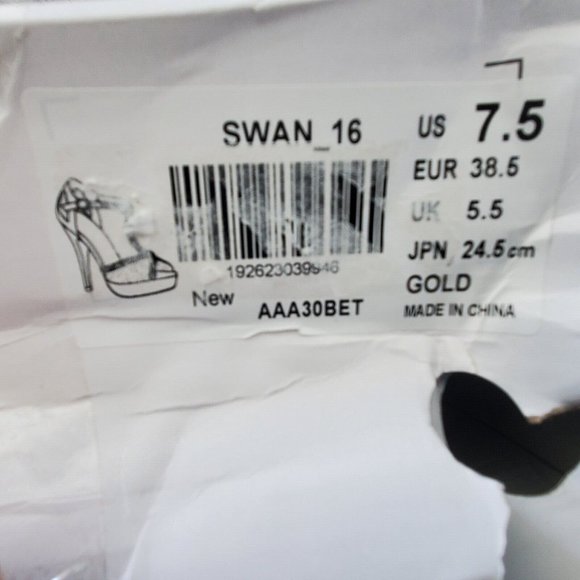 SWAN_16
US 7.5
EUR 38.5
UK 5.5
JPN 24.5cm
GOLD
MADE IN CHINA
192623039946
New
AAA30BET